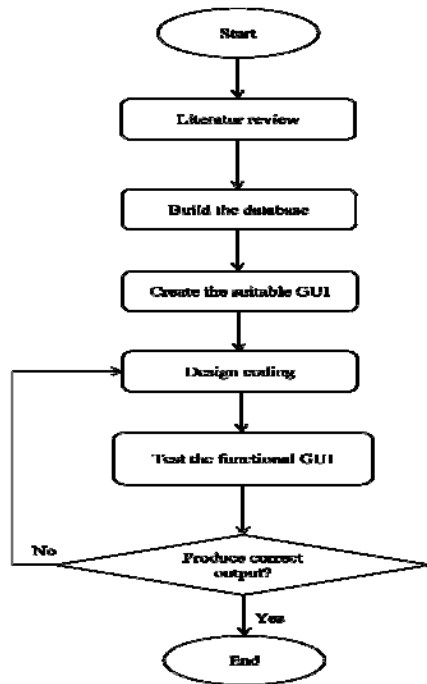 Start
Literatur review
Build the database
Create the suitable GUI
Design coding
Test the functional GUI
Produce correct
output?
No
Yes
End